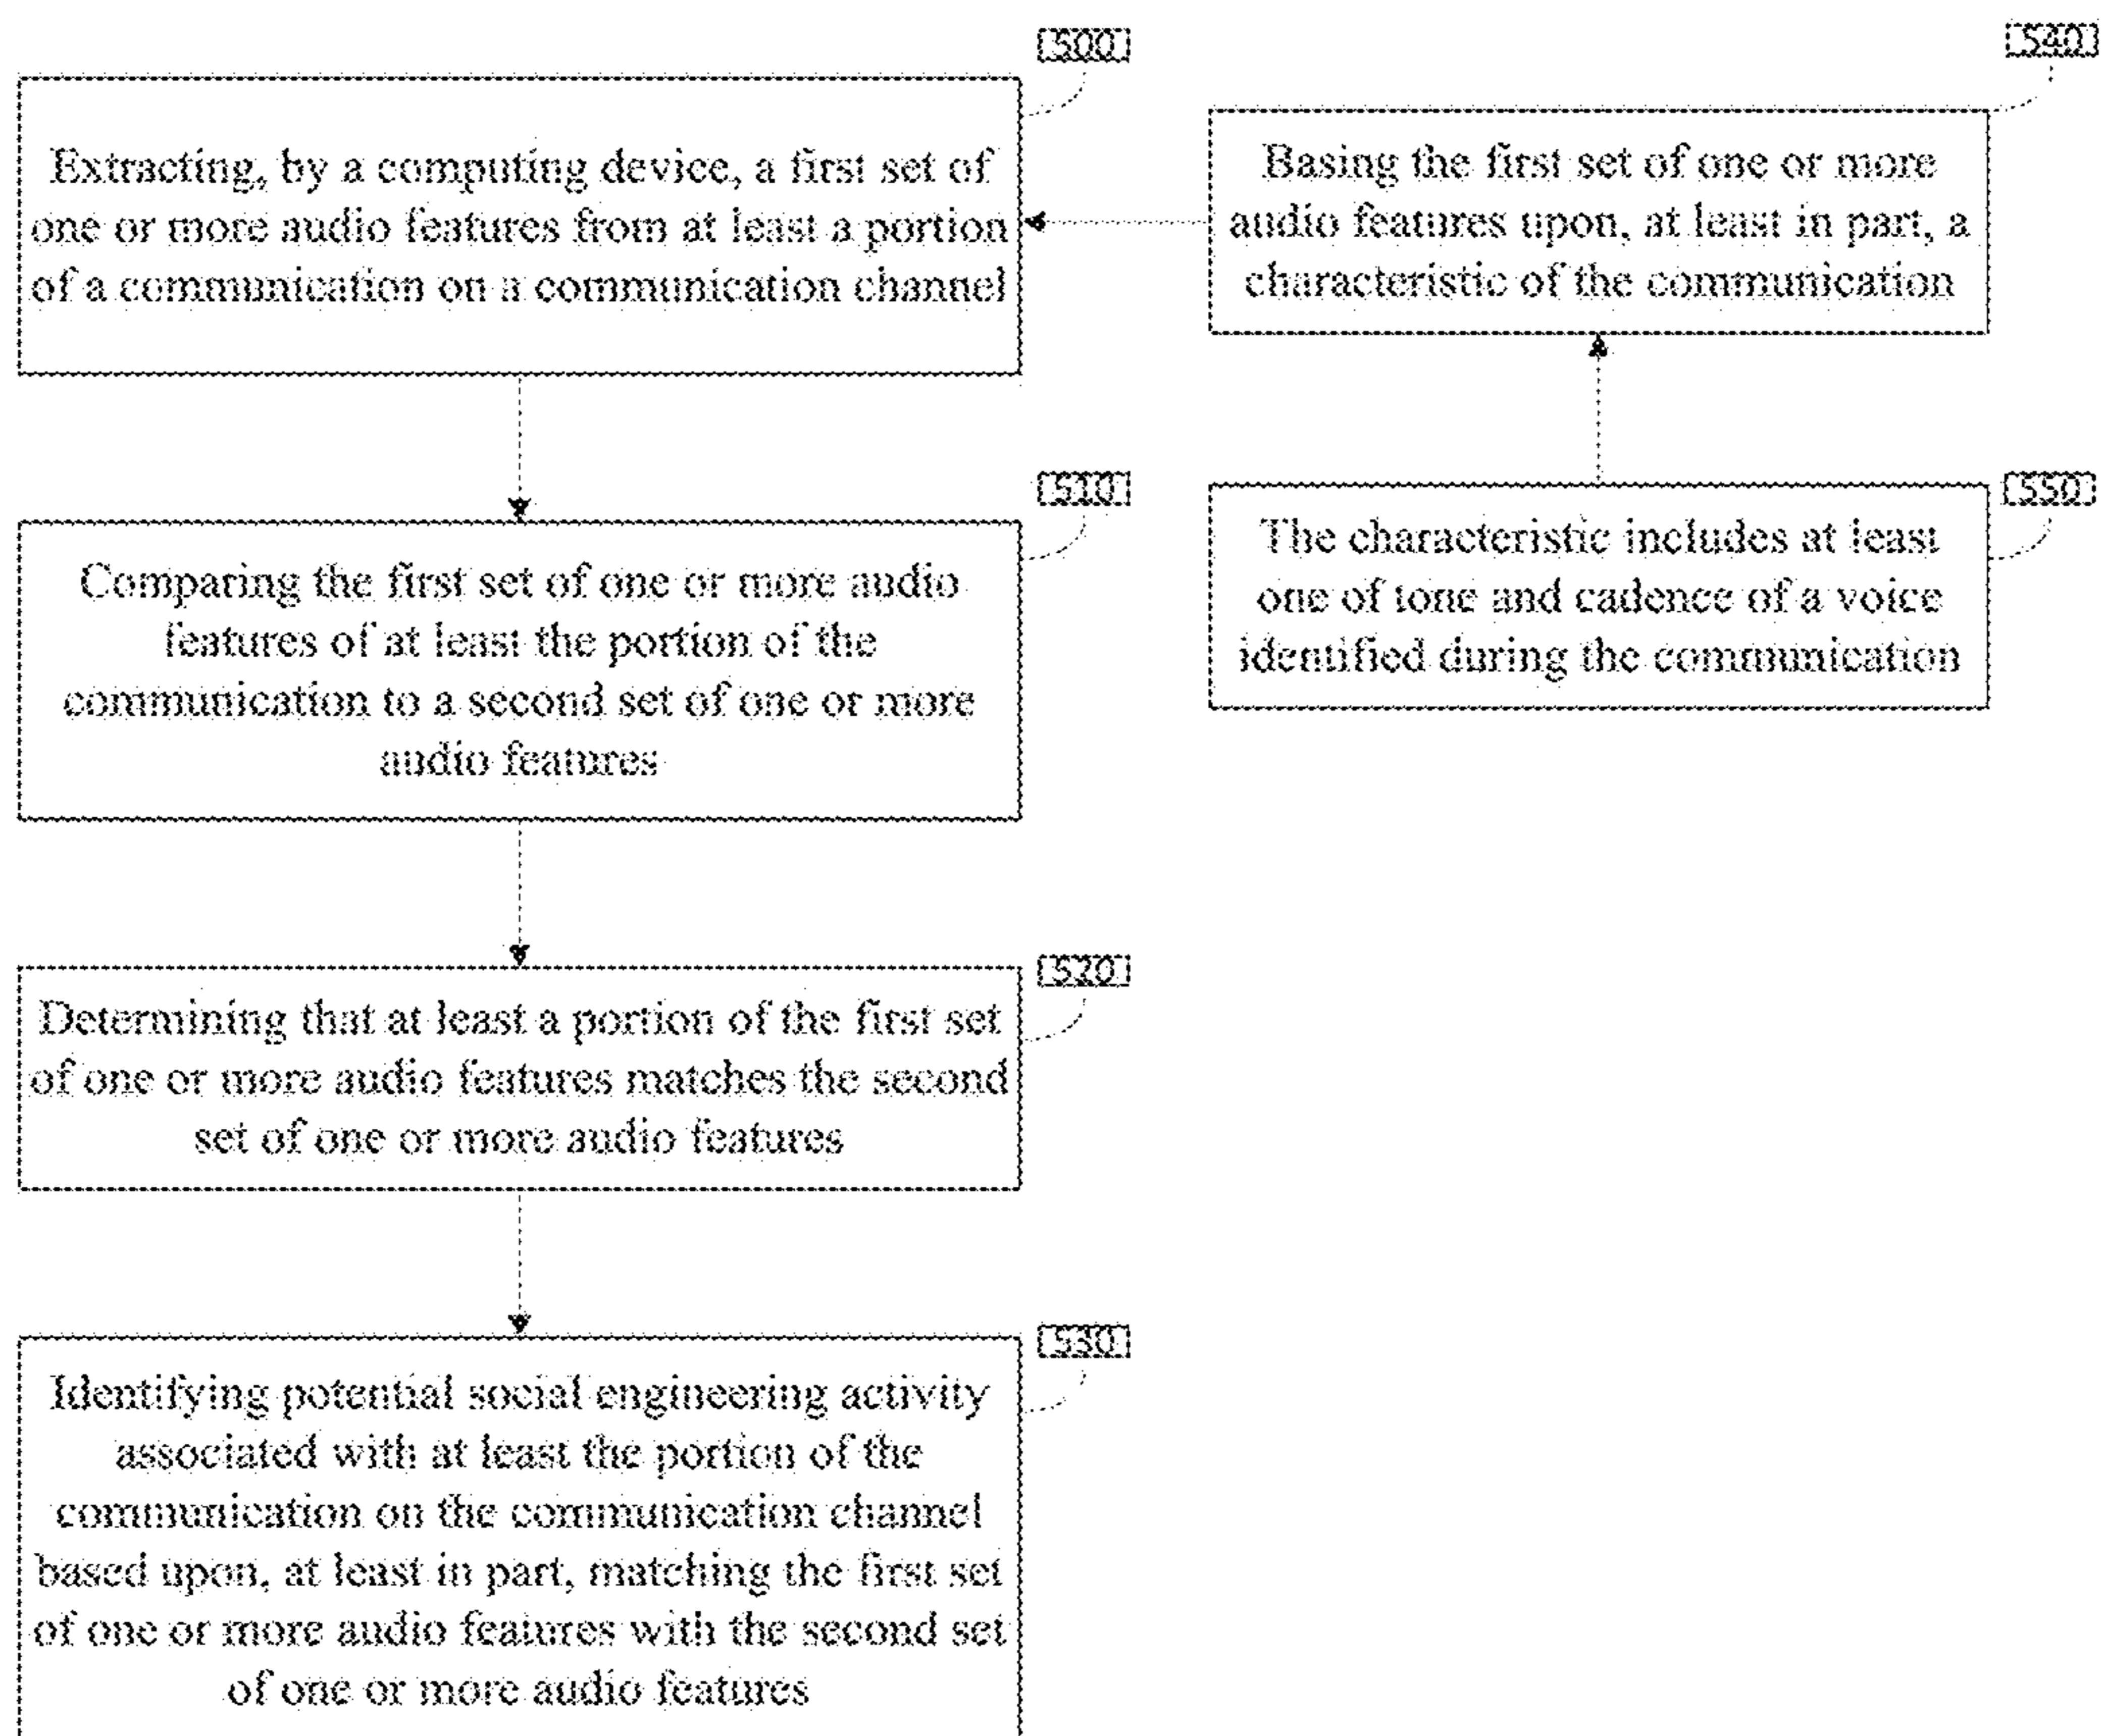 500
Extracting, by a computing device, a first set of
one or more audio features from at least a portion
of a communication on a communication channel
510
Comparing the first set of one or more audio
features of at least the portion of the
communication to a second set of one or more
audio features
520
Determining that at least a portion of the first set
of one or more audio features matches the second
set of one or more audio features
530
Identifying potential social engineering activity
associated with at least the portion of the
communication on the communication channel
based upon, at least in part, matching the first set
of one or more audio features with the second set
of one or more audio features
540
Basing the first set of one or more
audio features upon, at least in part, a
characteristic of the communication
550
The characteristic includes at least
one of tone and cadence of a voice
identified during the communication